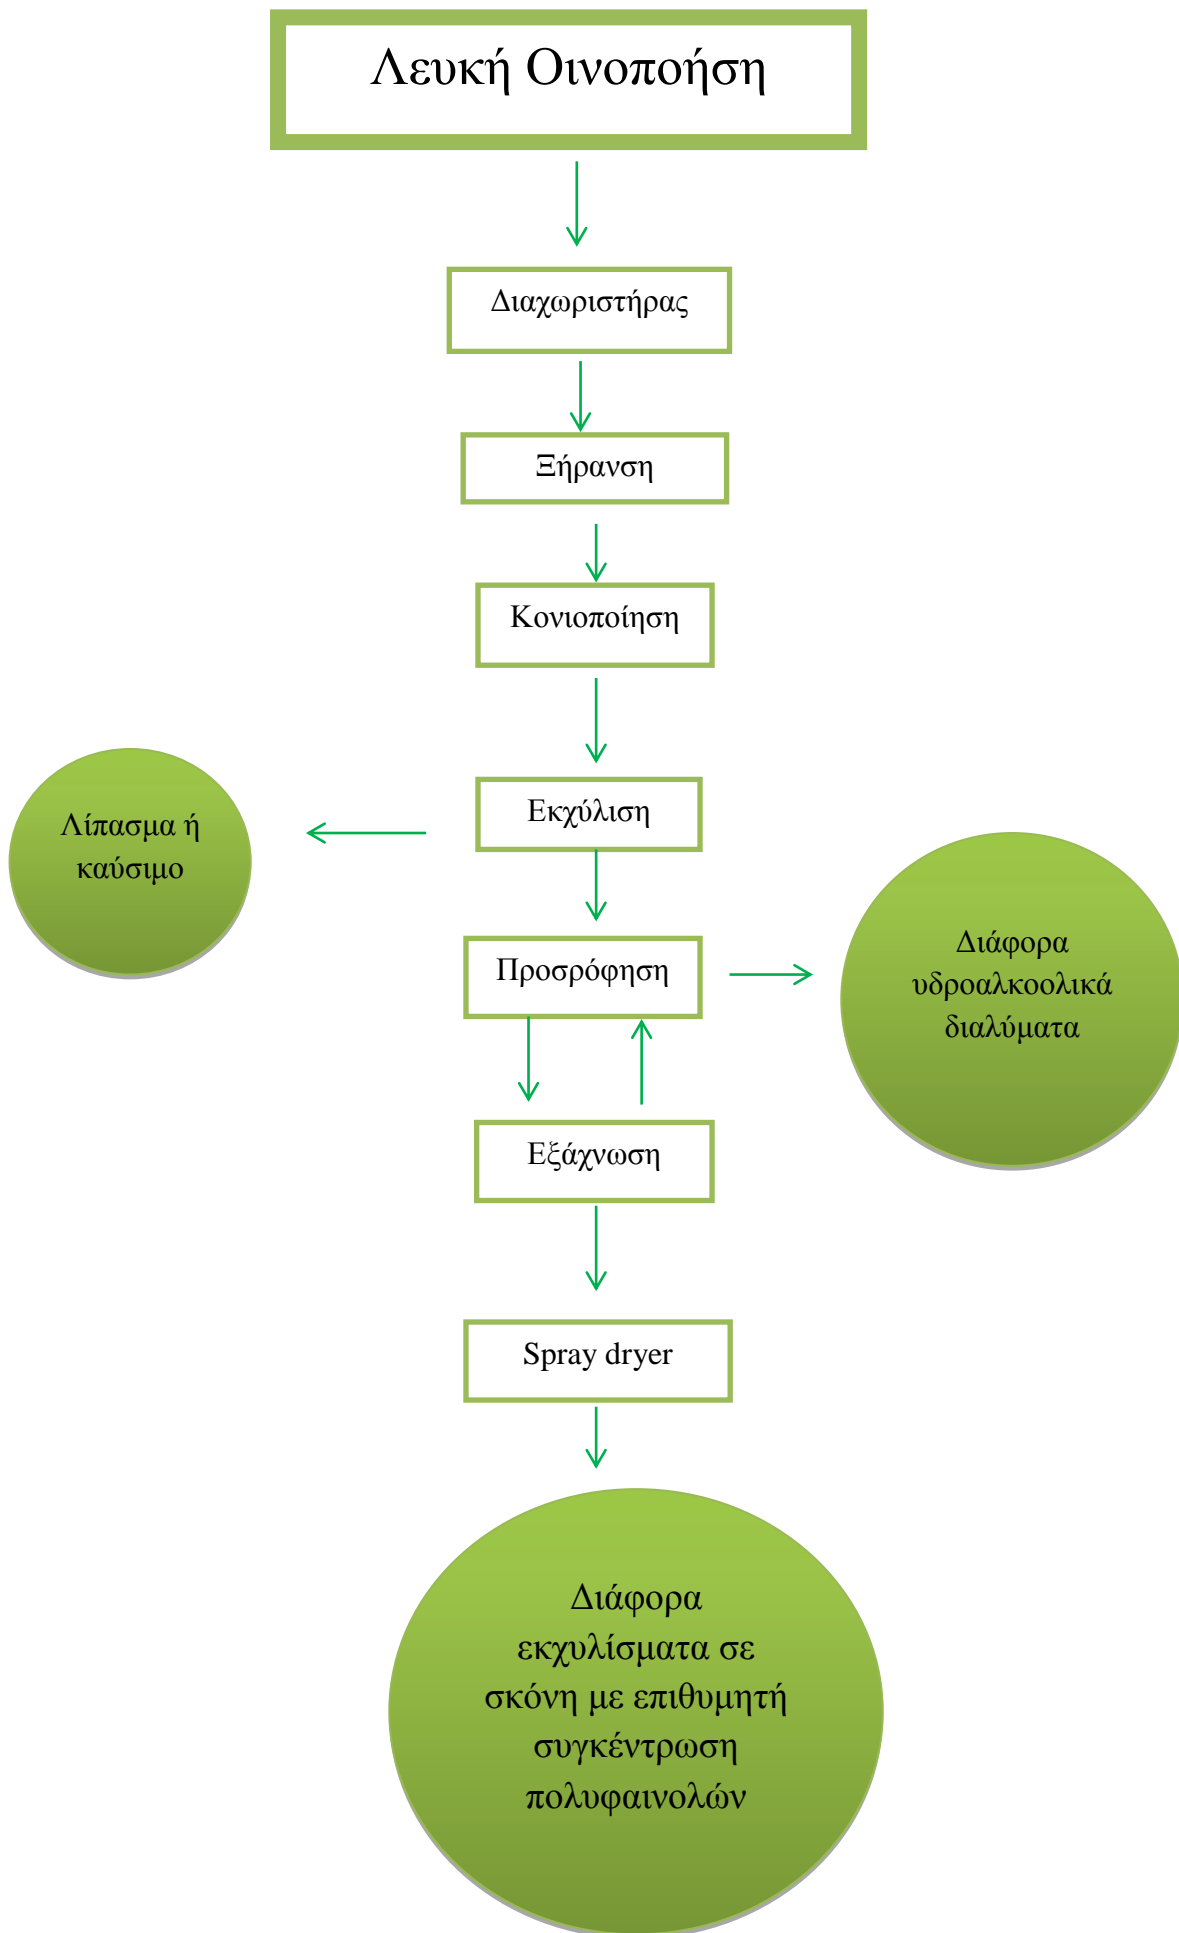 Λευκή Οινοποήση
Διαχωριστήρας
Ξήρανση
Κονιοποίηση
Εκχύλιση
Λίπασμα ή
καύσιμο
Προσρόφηση
Διάφορα
υδροαλκοολικά
διαλύματα
Εξάχνωση
Spray dryer
Διάφορα
εκχυλίσματα σε
σκόνη με επιθυμητή
συγκέντρωση
πολυφαινολών